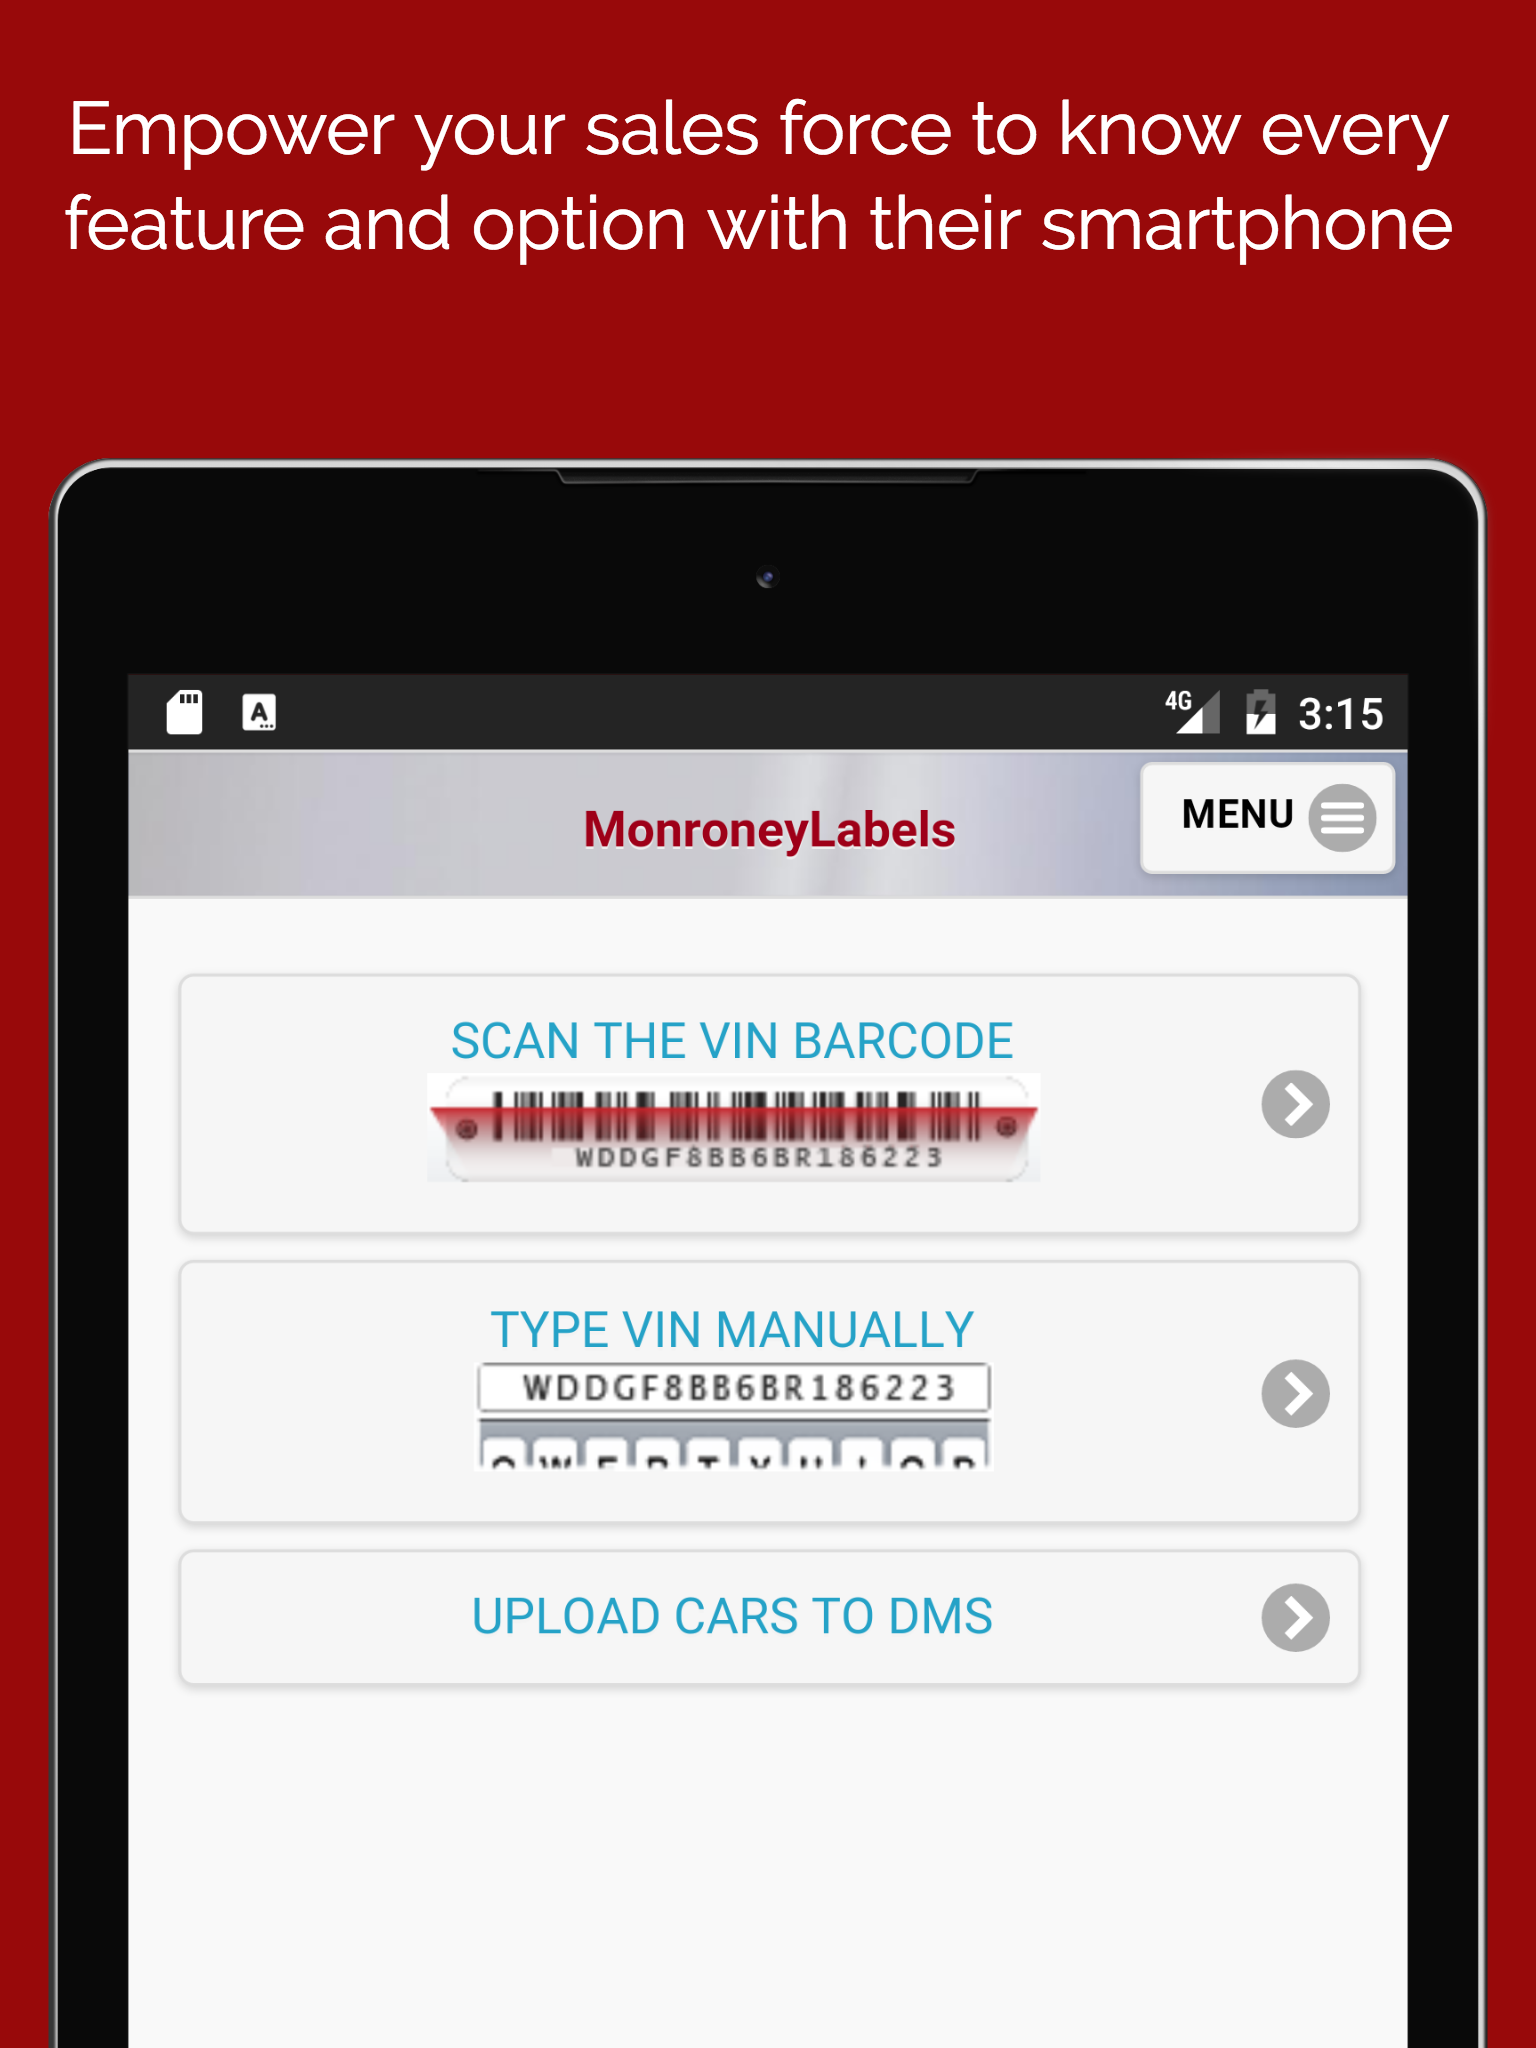 Empower your sales force to know every
feature and option with their smartphone
A
4G
3:15
MonroneyLabels
MENU
SCAN THE VIN BARCODE
WDDGF8BB6BR186223
TYPE VIN MANUALLY
WDDGF8BB6BR186223
Q W E R T Y U I O P
UPLOAD CARS TO DMS